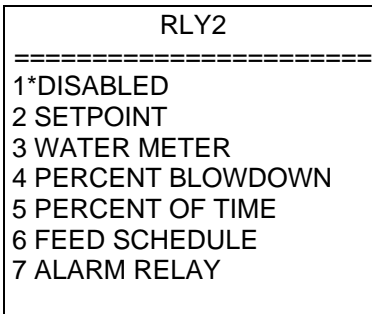 RLY2
=======================
1*DISABLED
2 SETPOINT
3 WATER METER
4 PERCENT BLOWDOWN
5 PERCENT OF TIME
6 FEED SCHEDULE
7 ALARM RELAY